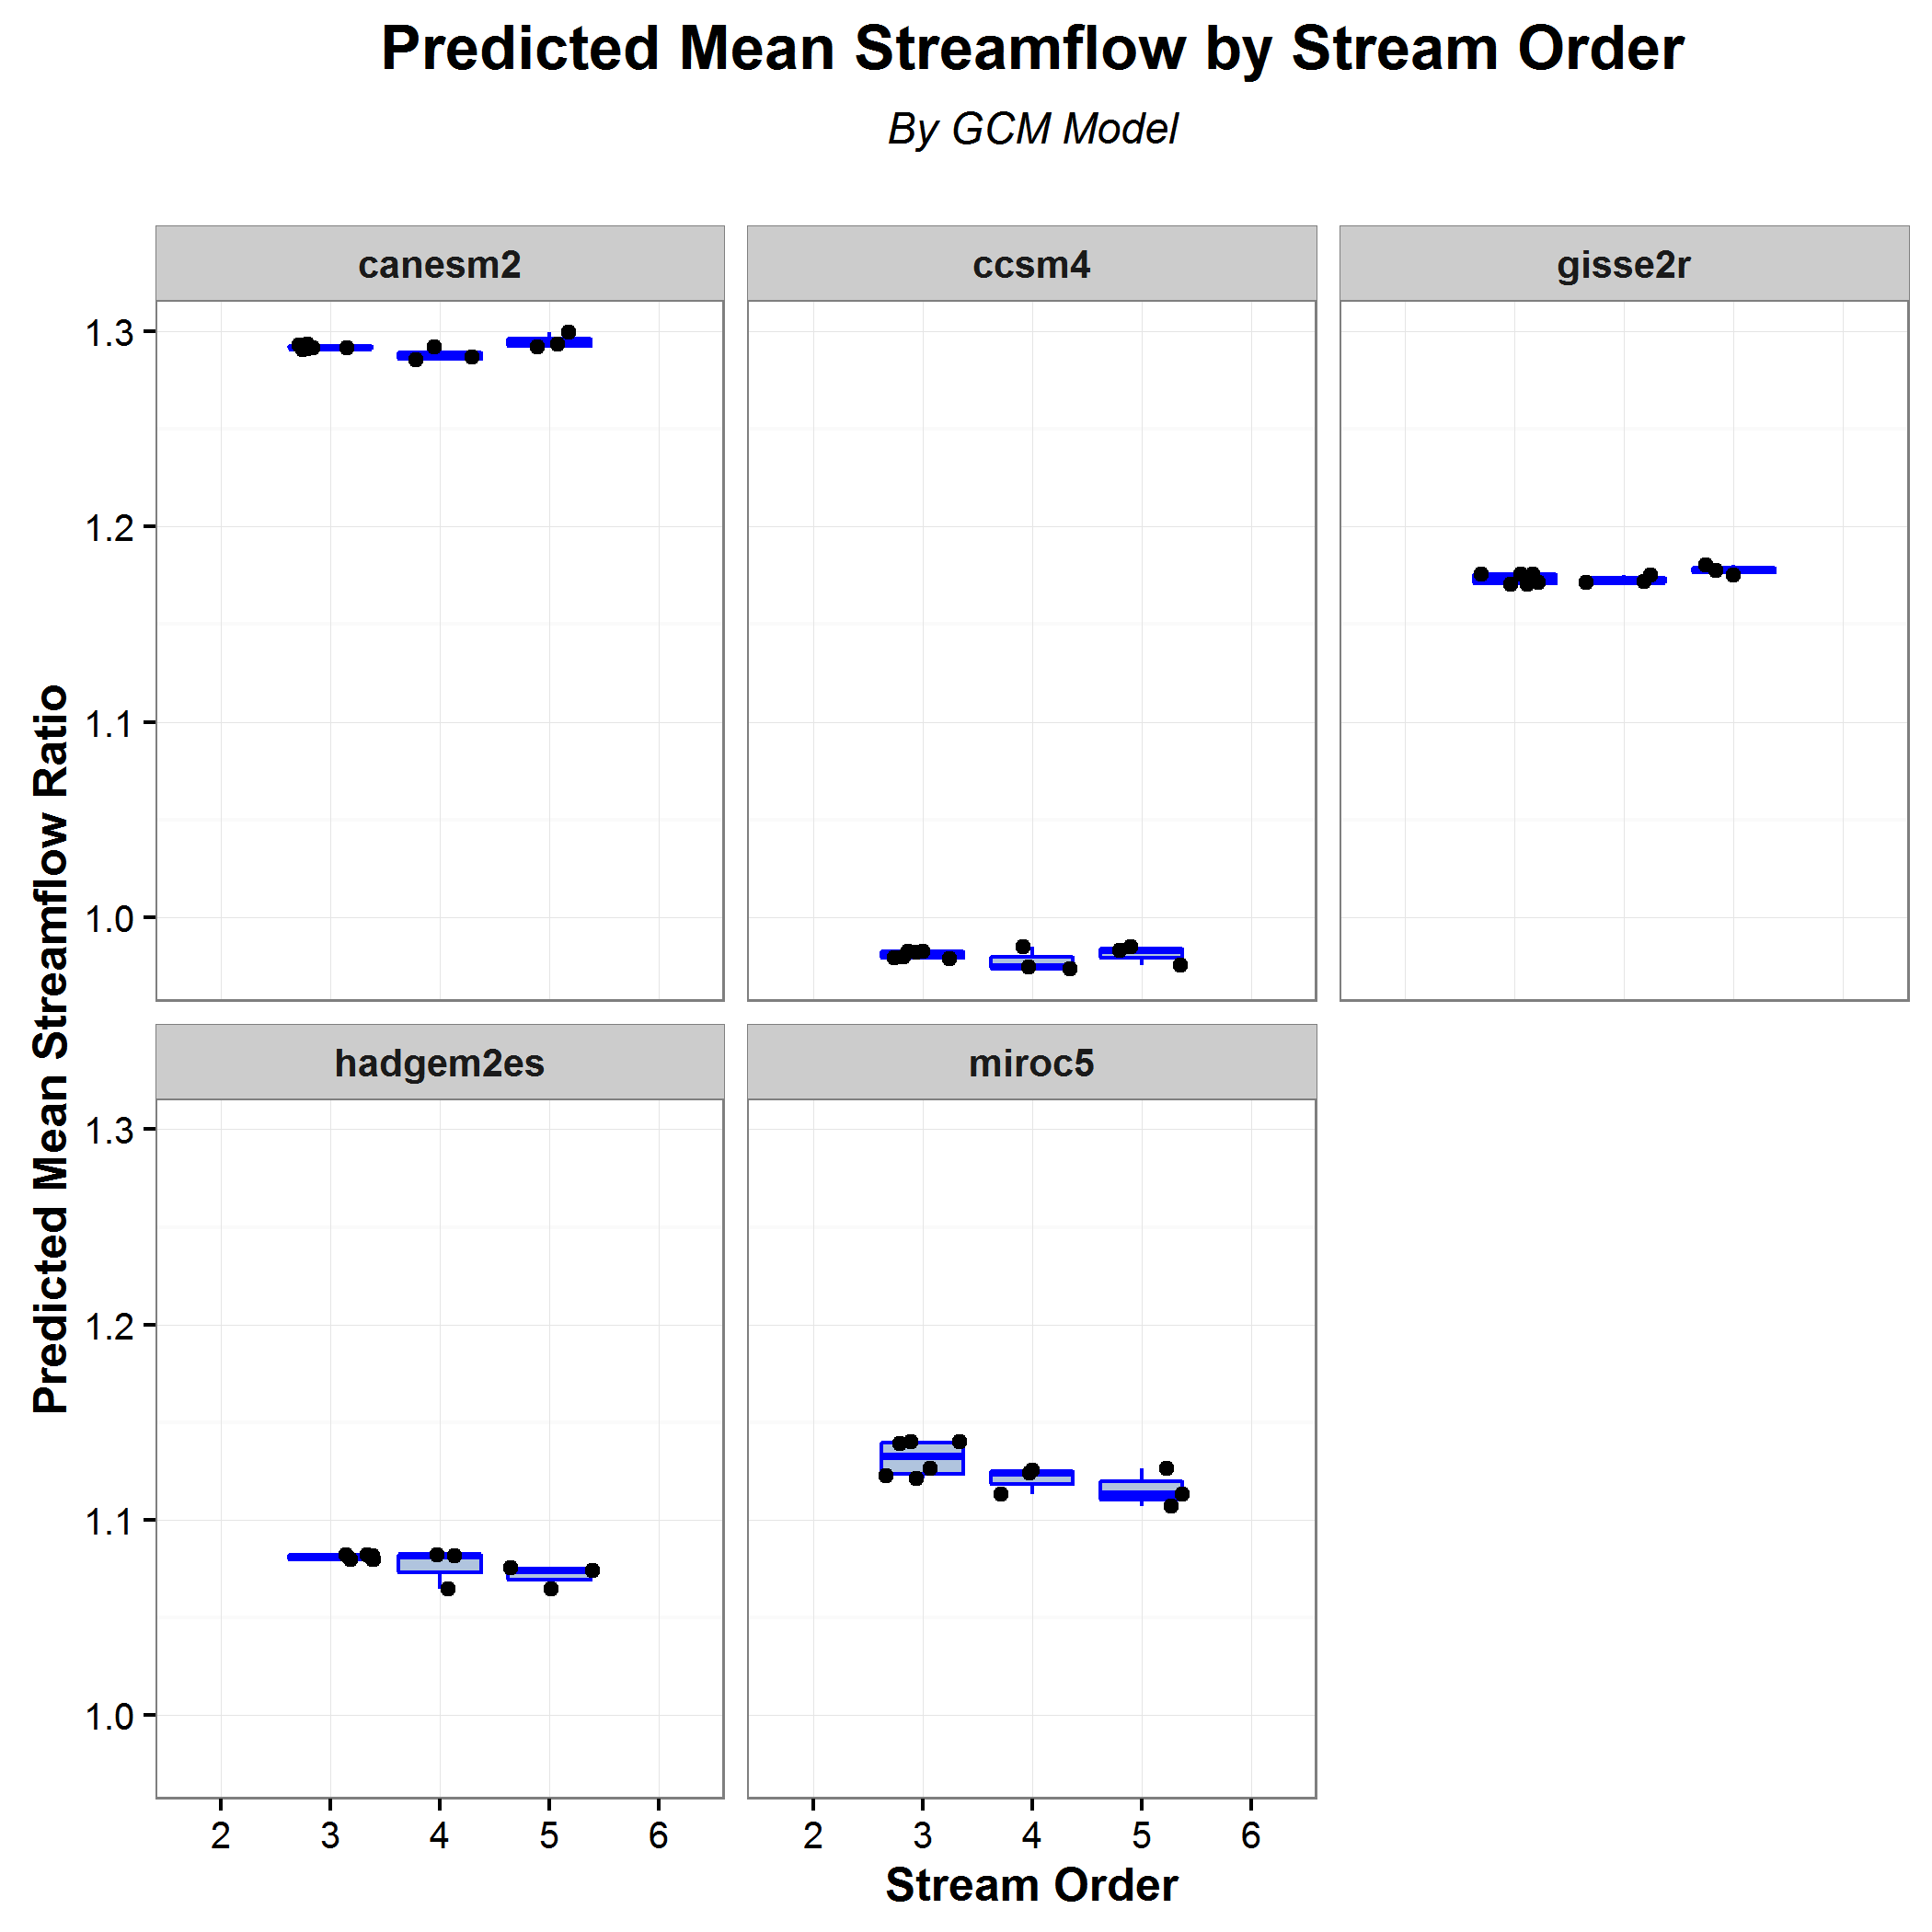 Predicted Mean Streamflow by Stream Order
By GCM Model
canesm2
ccsm4
gisse2r
1.3
1.2
1.1
1.0
hadgem2es
miroc5
1.3
1.2
1.1
1.0
Predicted Mean Streamflow Ratio
2 3 4 5 6
2 3 4 5 6
Stream Order